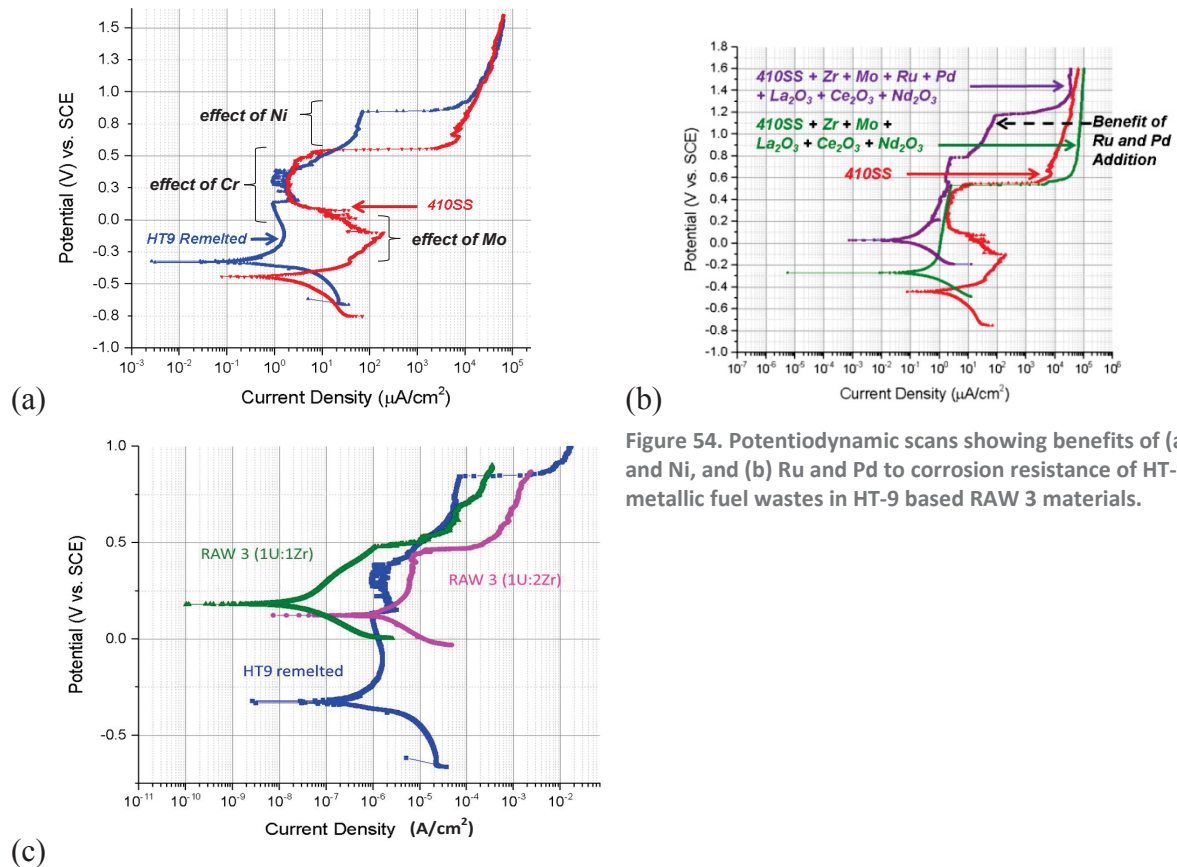 1.5
1.3
1.0
0.8
0.5
0.3
0.0
-0.3
-0.5
-0.8
-1.0
Potential (V vs. SCE)
effect of Ni
effect of Cr
410SS
HT9 Remelted
effect of Mo
10⁻³ 10⁻² 10⁻¹ 10⁰ 10¹ 10² 10³ 10⁴ 10⁵
Current Density (µA/cm²)
(a)
1.8
1.6
1.4
1.2
1.0
0.8
0.6
0.4
0.2
0.0
-0.2
-0.4
-0.6
-0.8
1.0
Potential (V vs. SCE)
410SS + Zr + Mo + Ru + Pd
+ La₂O₃ + Ce₂O₃ + Nd₂O₃
410SS + Zr + Mo +
La₂O₃ + Ce₂O₃ + Nd₂O₃
410SS
Benefit of
Ru and Pd
Addition
10⁻⁷ 10⁻⁶ 10⁻⁵ 10⁻⁴ 10⁻³ 10⁻² 10⁻¹ 10⁰ 10¹ 10² 10³ 10⁴ 10⁵ 10⁶
Current Density (µA/cm²)
(b)
Figure 54. Potentiodynamic scans showing benefits of (a
and Ni, and (b) Ru and Pd to corrosion resistance of HT-
metallic fuel wastes in HT-9 based RAW 3 materials.
1.0
0.5
0.0
-0.5
Potential (V vs. SCE)
RAW 3 (1U:1Zr)
RAW 3 (1U:2Zr)
HT9 remelted
10⁻¹¹ 10⁻¹⁰ 10⁻⁹ 10⁻⁸ 10⁻⁷ 10⁻⁶ 10⁻⁵ 10⁻⁴ 10⁻³ 10⁻²
Current Density (A/cm²)
(c)